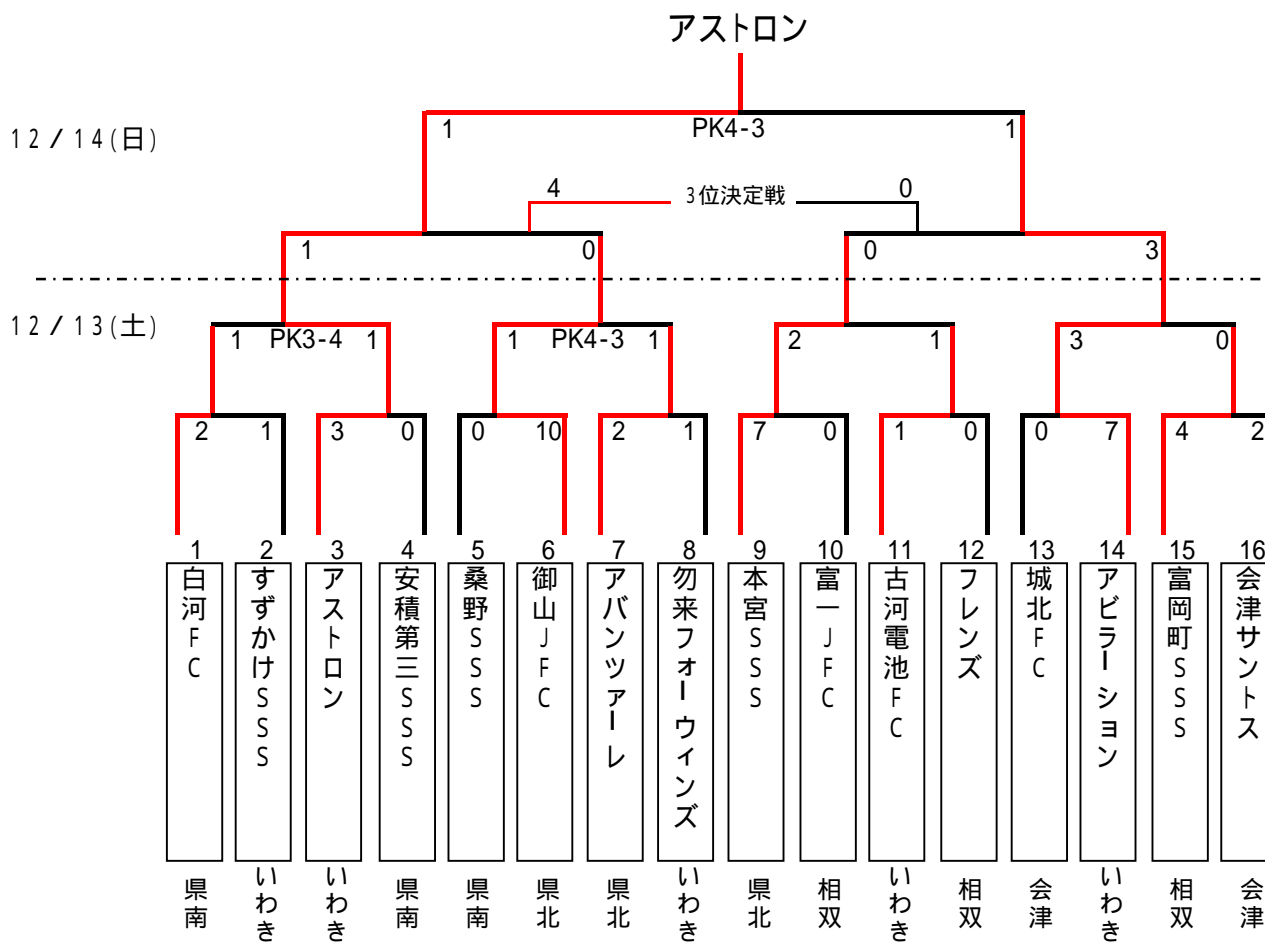 アストロン
12/14(日)
1 PK4-3 1
4 3位決定戦 0
1 0 0 3
12/13(土)
1 PK3-4 1 1 PK4-3 1 2 1 3 0
2 1 3 0 0 10 2 1 7 0 1 0 0 7 4 2
1 2 3 4 5 6 7 8 9 10 11 12 13 14 15 16
白河FC
すずかけSSS
アストロン
安積第三SSS
桑野SSS
御山JFC
アバンツァーレ
勿来フォーウィンズ
本宮SSS
富一JFC
古河電池FC
フレンズ
城北FC
アビラーション
富岡町SSS
会津サントス
県南
いわき
いわき
県南
県南
県北
県北
いわき
県北
相双
いわき
相双
会津
いわき
相双
会津